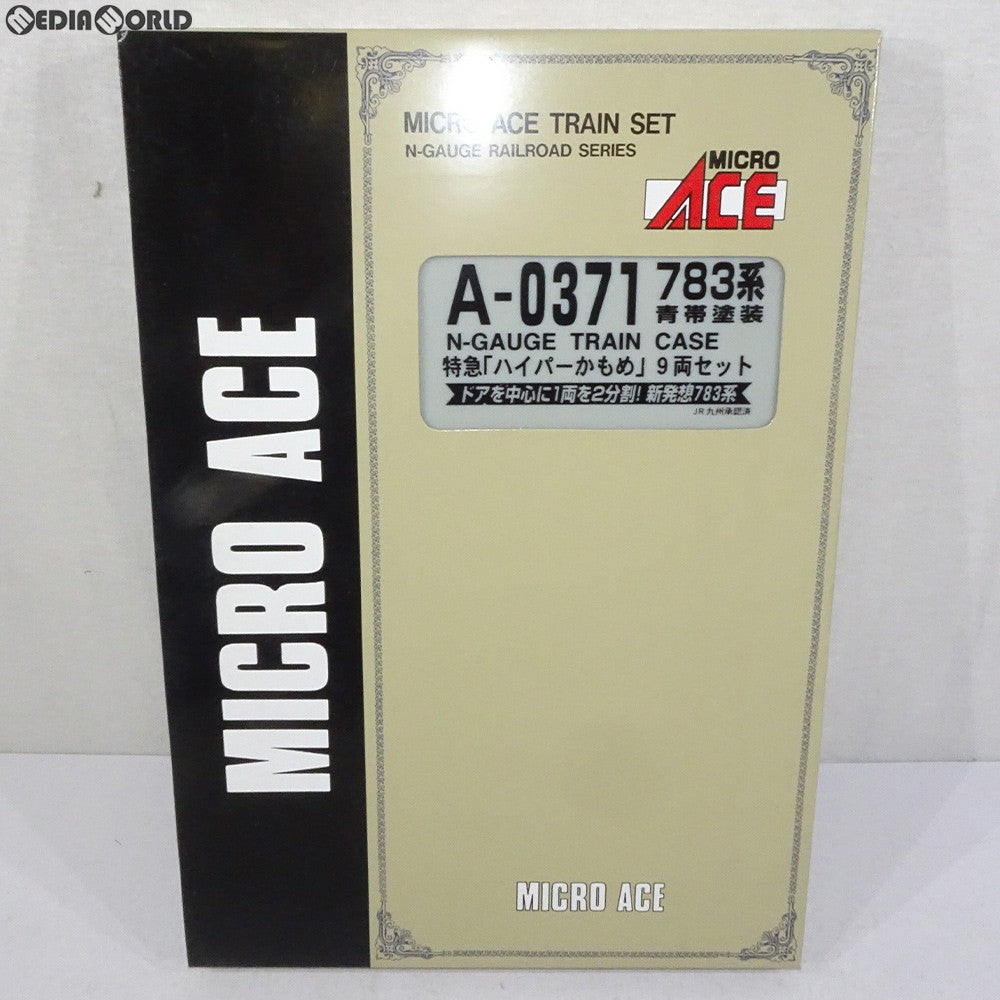 MEDIAWORLD
MICRO ACE
MICRO ACE TRAIN SET
N-GAUGE RAILROAD SERIES
MICRO
ACE
A-0371 783系
青帯塗装
N-GAUGE TRAIN CASE
特急「ハイパーかもめ」9両セット
ドアを中心に1両を2分割!新発想783系
JR九州承認済
MICRO ACE